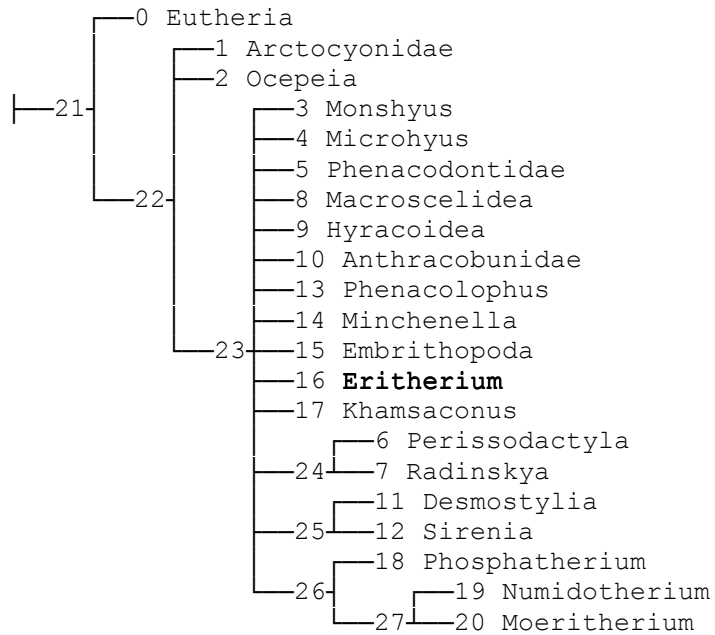 0 Eutheria
1 Arctocyonidae
2 Ocepeia
21
3 Monshyus
4 Microhyus
5 Phenacodontidae
22
8 Macroscelidea
9 Hyracoidea
10 Anthracobunidae
13 Phenacolophus
14 Minchenella
23
15 Embrithopoda
16 Eritherium
17 Khamsaconus
6 Perissodactyla
24
7 Radinskya
11 Desmostylia
25
12 Sirenia
18 Phosphatherium
26
19 Numidotherium
27
20 Moeritherium